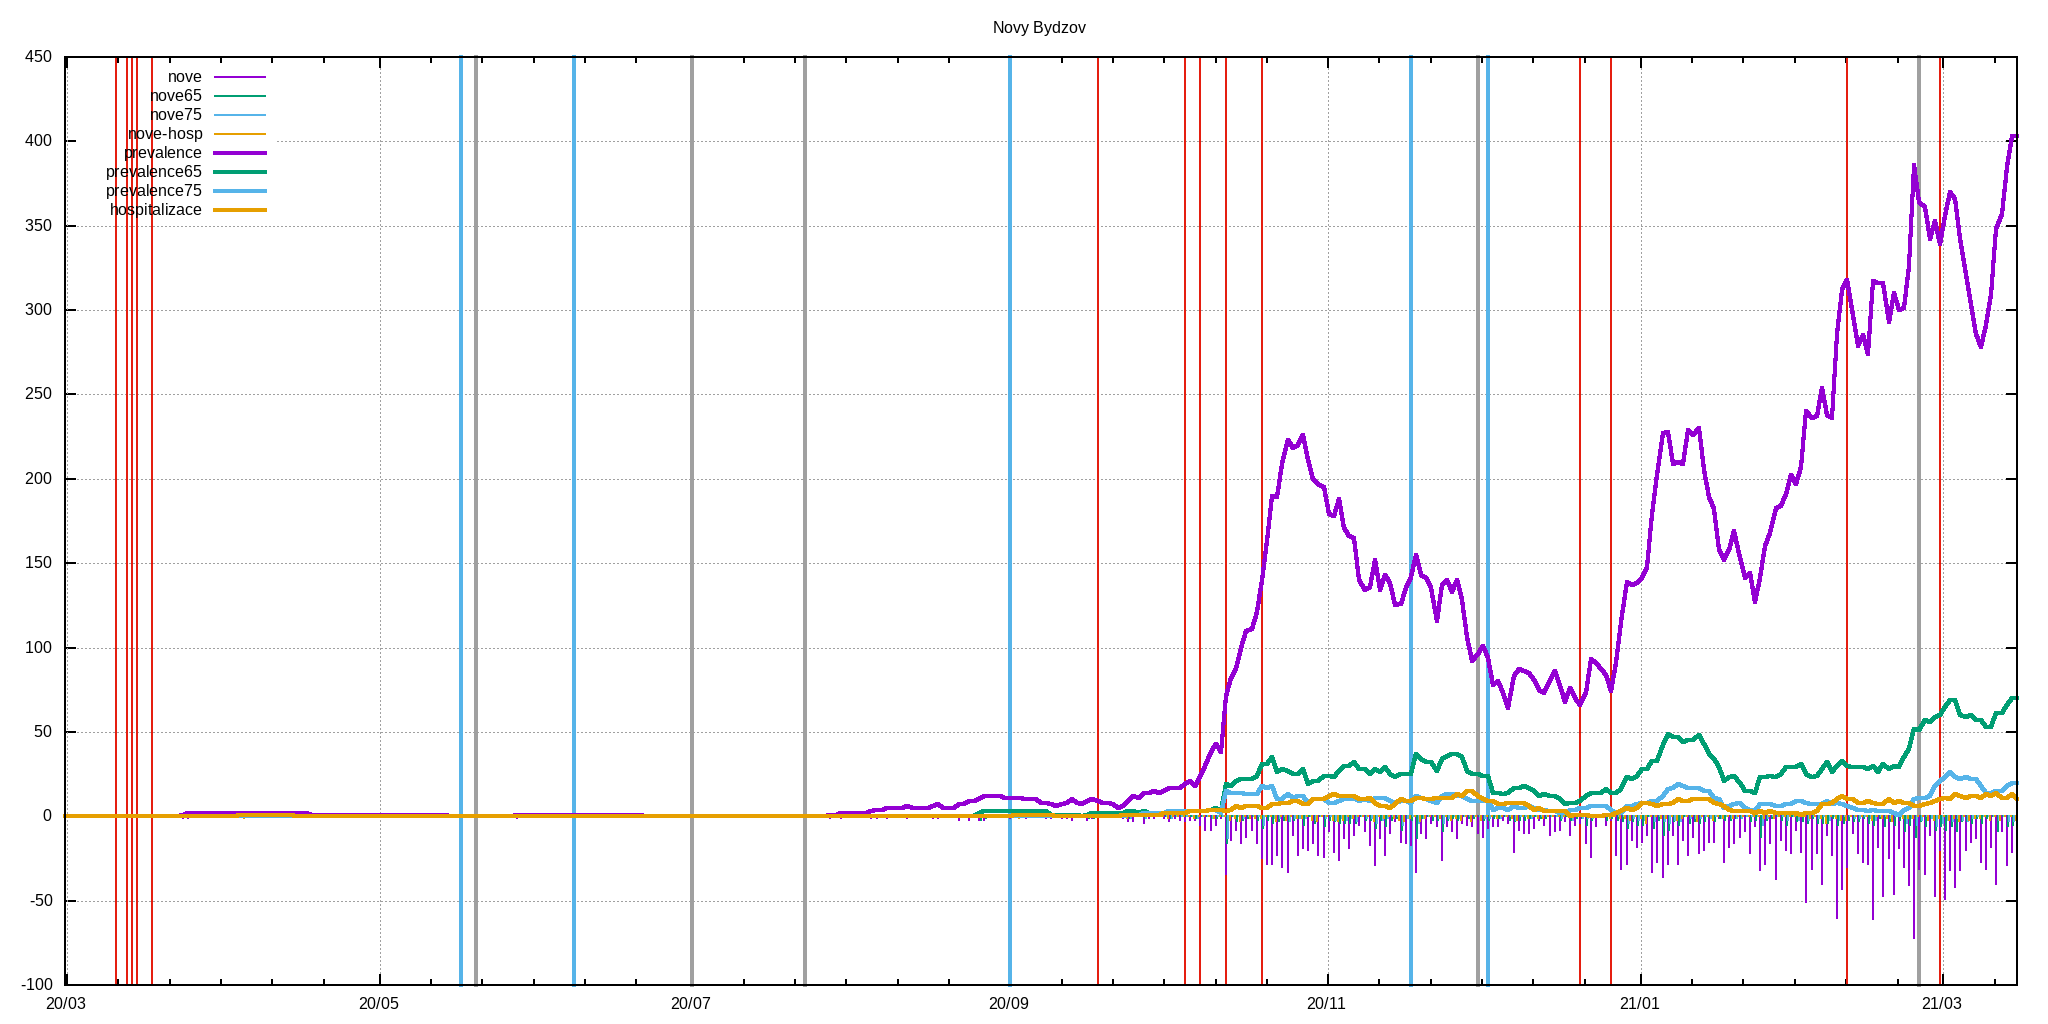 Novy Bydzov
450
400
350
300
250
200
150
100
50
0
-50
-100
nove
nove65
nove75
nove-hosp
prevalence
prevalence65
prevalence75
hospitalizace
20/03 20/05 20/07 20/09 20/11 21/01 21/03